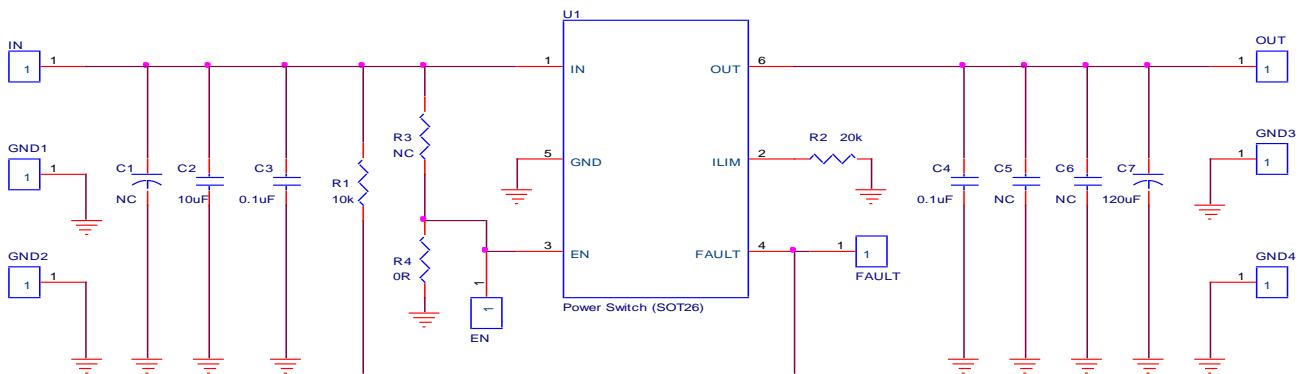 U1
IN
1
1
1
IN
OUT
6
1
OUT
1
GND1
1
1
R3
NC
5
GND
ILIM
2
R2 20k
GND3
1
1
C1
NC
C2
10uF
C3
0.1uF
R1
10k
C4
0.1uF
C5
NC
C6
NC
C7
120uF
GND2
1
1
R4
0R
3
EN
FAULT
4
1
1
FAULT
GND4
1
1
1
1
EN
Power Switch (SOT26)